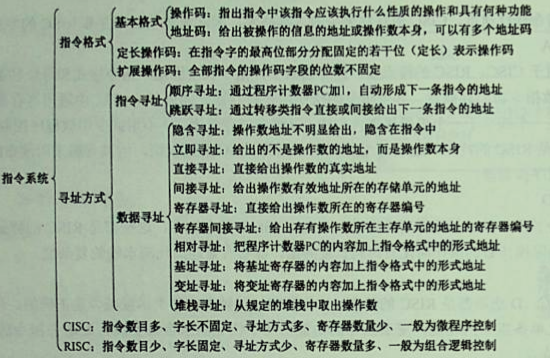 指令系统
指令格式
基本格式
操作码：指出指令中该指令应该执行什么性质的操作和具有何种功能
地址码：给出被操作的信息的地址或操作数本身，可以有多个地址码
定长操作码：在指令字的最高位部分分配固定的若干位（定长）表示操作码
扩展操作码：全部指令的操作码字段的位数不固定
寻址方式
指令寻址
顺序寻址：通过程序计数器PC加1，自动形成下一条指令的地址
跳跃寻址：通过转移类指令直接或间接给出下一条指令的地址
数据寻址
隐含寻址：操作数地址不明显给出，隐含在指令中
立即寻址：给出的不是操作数的地址，而是操作数本身
直接寻址：直接给出操作数的真实地址
间接寻址：给出操作数有效地址所在的存储单元的地址
寄存器寻址：直接给出操作数所在的寄存器编号
寄存器间接寻址：给出存有操作数所在主存单元的地址的寄存器编号
相对寻址：把程序计数器PC的内容加上指令格式中的形式地址
基址寻址：将基址寄存器的内容加上指令格式中的形式地址
变址寻址：将变址寄存器的内容加上指令格式中的形式地址
堆栈寻址：从规定的堆栈中取出操作数
CISC：指令数目多、字长不固定、寻址方式多、寄存器数量少、一般为微程序控制
RISC：指令数目少、字长固定、寻址方式少、寄存器数量多、一般为组合逻辑控制